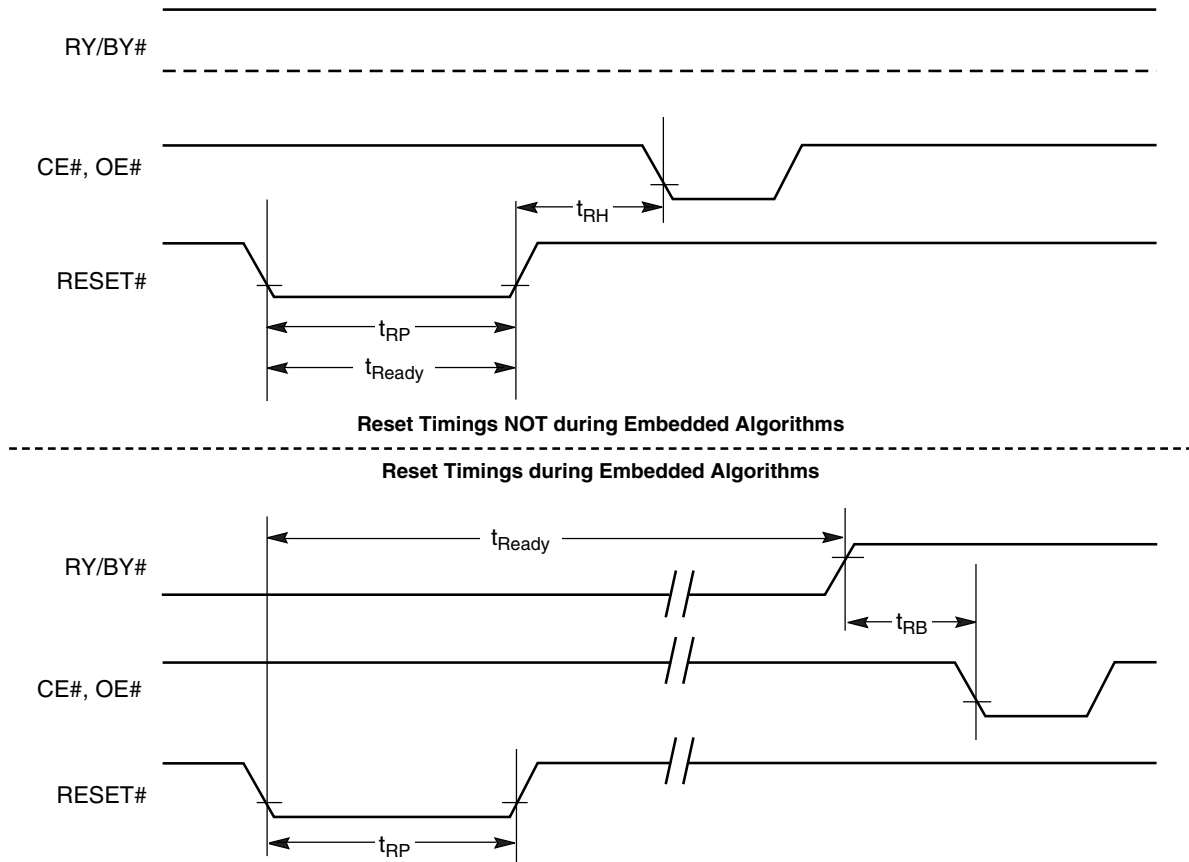 RY/BY#
CE#, OE#
tRH
RESET#
tRP
tReady
Reset Timings NOT during Embedded Algorithms
Reset Timings during Embedded Algorithms
tReady
RY/BY#
tRB
CE#, OE#
RESET#
tRP